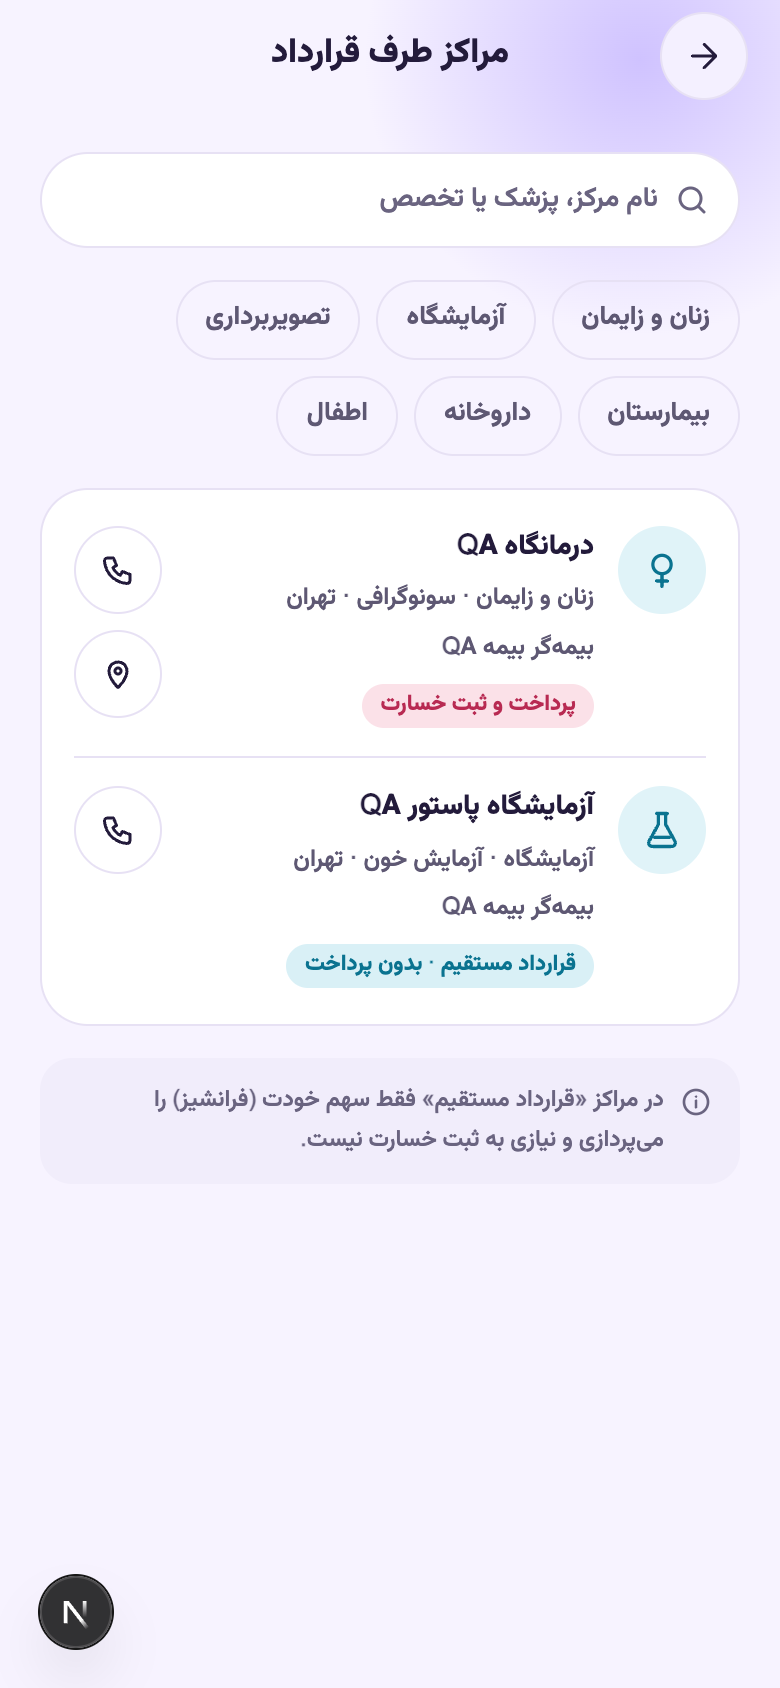 مراکز طرف قرارداد
نام مرکز، پزشک یا تخصص
زنان و زایمان
آزمایشگاه
تصویربرداری
بیمارستان
داروخانه
اطفال
درمانگاه QA
زنان و زایمان · سونوگرافی · تهران
بیمه‌گر بیمه QA
پرداخت و ثبت خسارت
آزمایشگاه پاستور QA
آزمایشگاه · آزمایش خون · تهران
بیمه‌گر بیمه QA
قرارداد مستقیم · بدون پرداخت
در مراکز «قرارداد مستقیم» فقط سهم خودت (فرانشیز) را
می‌پردازی و نیازی به ثبت خسارت نیست.
N